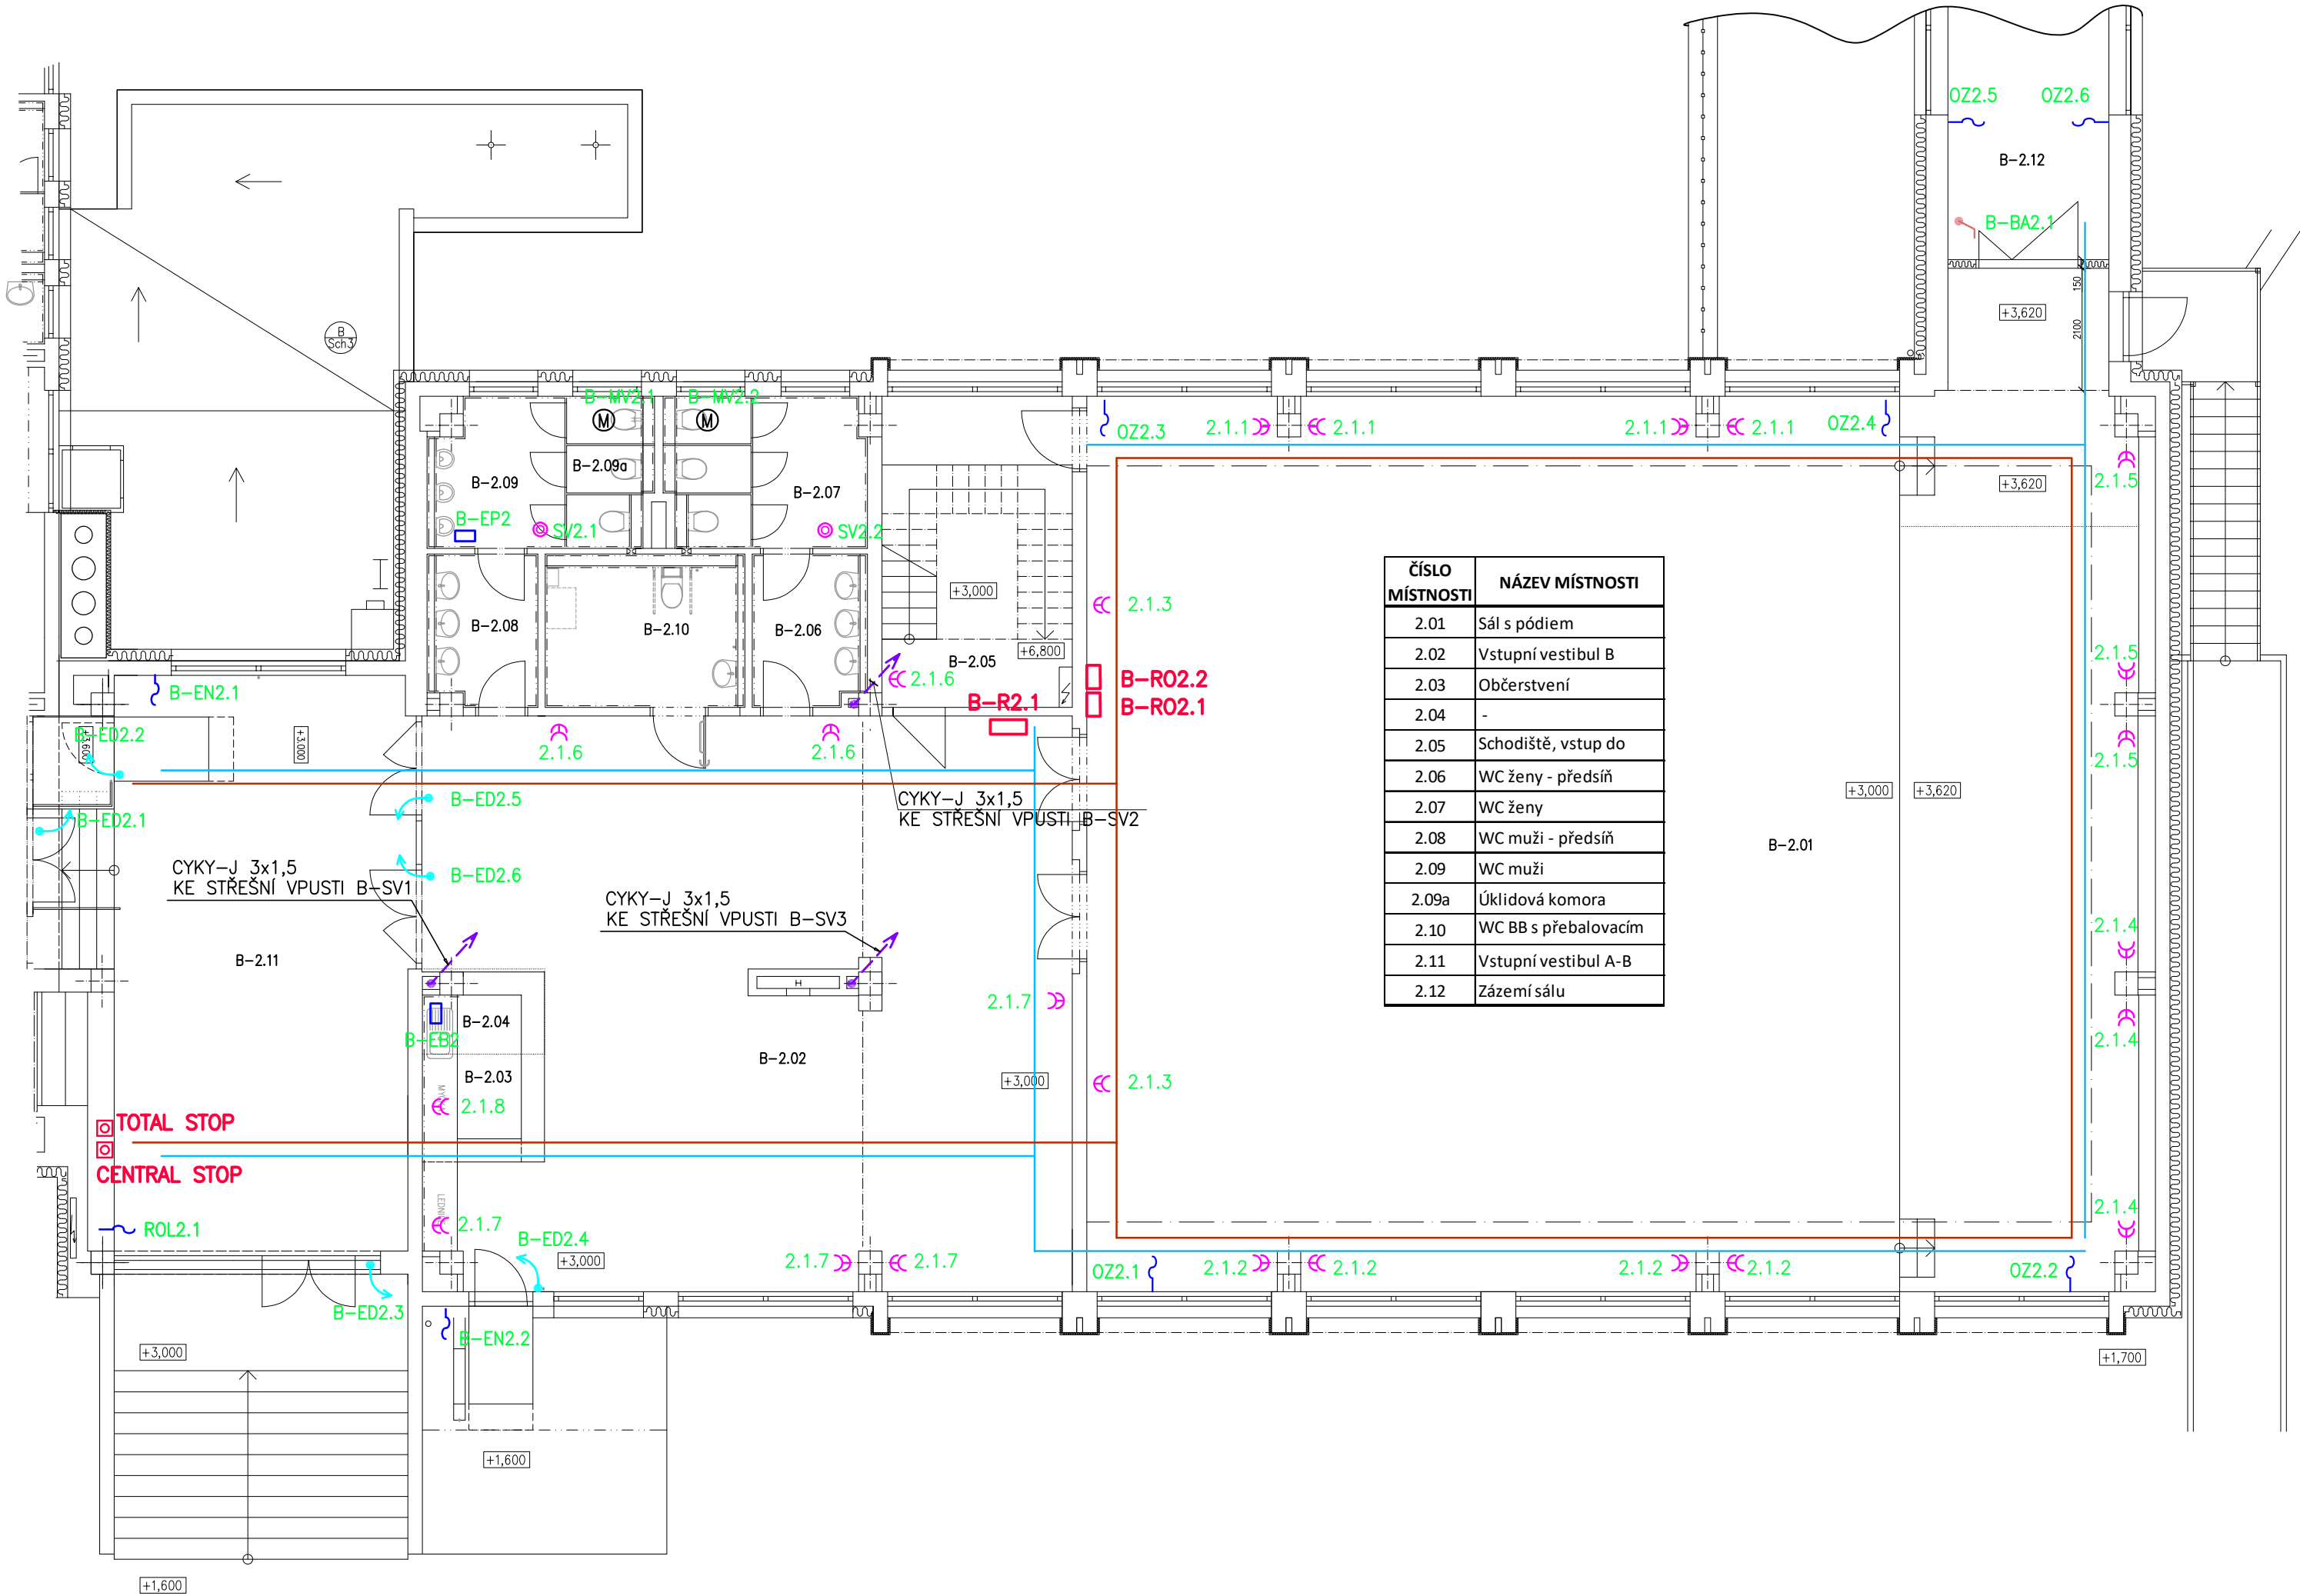 OZ2.5
OZ2.6
B-2.12
B-BA2.1
150
+3,620
2100
B
Sch3
B-MV2.1
B-MV2.2
M
M
OZ2.3
2.1.1
2.1.1
2.1.1
2.1.1
OZ2.4
B-2.09
B-2.09a
B-2.07
B-EP2
SV2.1
SV2.2
2.1.5
+3,620
+3,000
2.1.3
B-2.08
B-2.10
B-2.06
+6,800
B-2.05
2.1.6
B-RO2.2
B-R2.1
B-RO2.1
2.1.5
B-EN2.1
B-ED2.2
+3,600
+3,000
2.1.6
2.1.6
2.1.5
B-ED2.5
B-ED2.1
CYKY-J 3x1,5
KE STŘEŠNÍ VPUSTI B-SV2
+3,000
+3,620
B-2.01
CYKY-J 3x1,5
KE STŘEŠNÍ VPUSTI B-SV1
B-ED2.6
CYKY-J 3x1,5
KE STŘEŠNÍ VPUSTI B-SV3
ČÍSLO MÍSTNOSTI NÁZEV MÍSTNOSTI
2.01 Sál s pódiem
2.02 Vstupní vestibul B
2.03 Občerstvení
2.04 -
2.05 Schodiště, vstup do
2.06 WC ženy - předsíň
2.07 WC ženy
2.08 WC muži - předsíň
2.09 WC muži
2.09a Úklidová komora
2.10 WC BB s přebalovacím
2.11 Vstupní vestibul A-B
2.12 Zázemí sálu
2.1.4
B-2.11
H
2.1.7
B-2.04
B-EB2
2.1.4
B-2.02
B-2.03
+3,000
2.1.3
2.1.8
TOTAL STOP
CENTRAL STOP
2.1.4
ROL2.1
2.1.7
B-ED2.4
+3,000
2.1.7
2.1.7
OZ2.1
2.1.2
2.1.2
2.1.2
2.1.2
OZ2.2
B-ED2.3
B-EN2.2
+3,000
+1,700
+1,600
+1,600